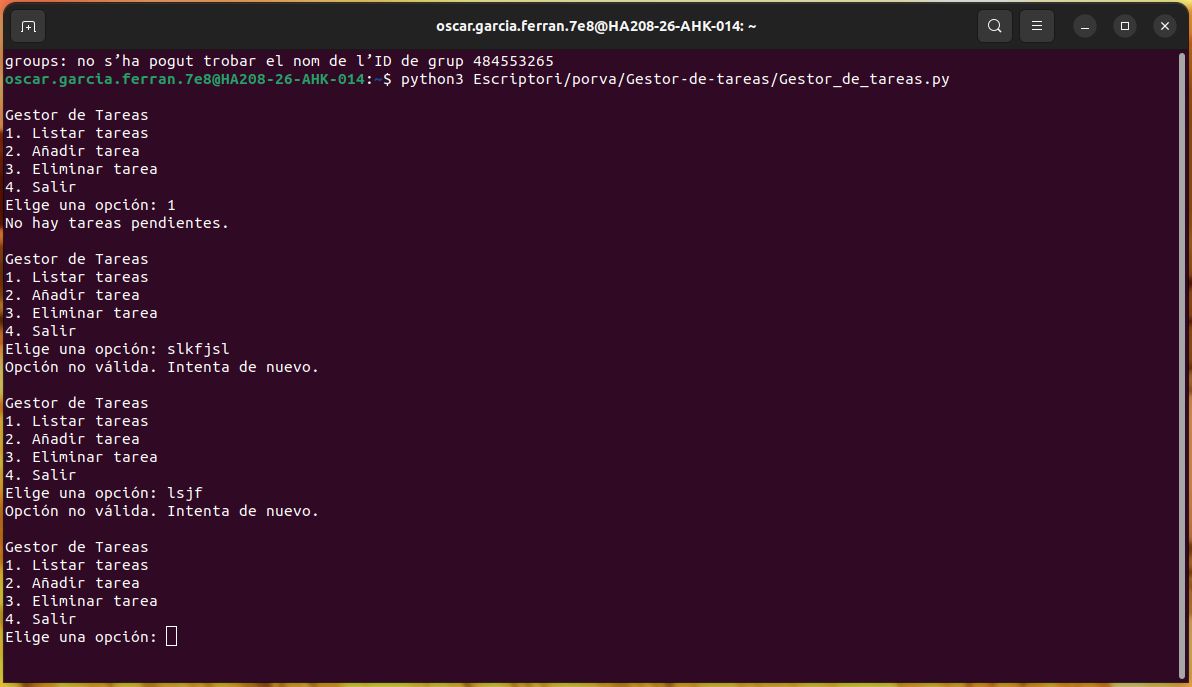 oscar.garcia.ferran.7e8@HA208-26-AHK-014: ~
groups: no s’ha pogut trobar el nom de l’ID de grup 484553265
oscar.garcia.ferran.7e8@HA208-26-AHK-014:~$ python3 Escriptori/porva/Gestor-de-tareas/Gestor_de_tareas.py
Gestor de Tareas
1. Listar tareas
2. Añadir tarea
3. Eliminar tarea
4. Salir
Elige una opción: 1
No hay tareas pendientes.
Gestor de Tareas
1. Listar tareas
2. Añadir tarea
3. Eliminar tarea
4. Salir
Elige una opción: slkfjsl
Opción no válida. Intenta de nuevo.
Gestor de Tareas
1. Listar tareas
2. Añadir tarea
3. Eliminar tarea
4. Salir
Elige una opción: lsjf
Opción no válida. Intenta de nuevo.
Gestor de Tareas
1. Listar tareas
2. Añadir tarea
3. Eliminar tarea
4. Salir
Elige una opción: